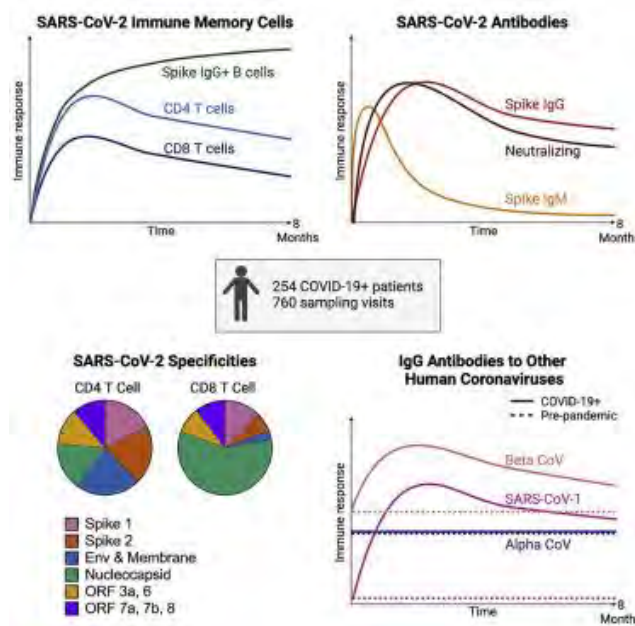 SARS-CoV-2 Immune Memory Cells
Immune response
Spike IgG+ B cells
CD4 T cells
CD8 T cells
Time
8
Months
SARS-CoV-2 Antibodies
Immune response
Spike IgG
Neutralizing
Spike IgM
Time
8
Months
254 COVID-19+ patients
760 sampling visits
SARS-CoV-2 Specificities
CD4 T Cell
CD8 T Cell
Spike 1
Spike 2
Env & Membrane
Nucleocapsid
ORF 3a, 6
ORF 7a, 7b, 8
IgG Antibodies to Other
Human Coronaviruses
COVID-19+
Pre-pandemic
Immune response
Beta CoV
SARS-CoV-1
Alpha CoV
Time
8
Month